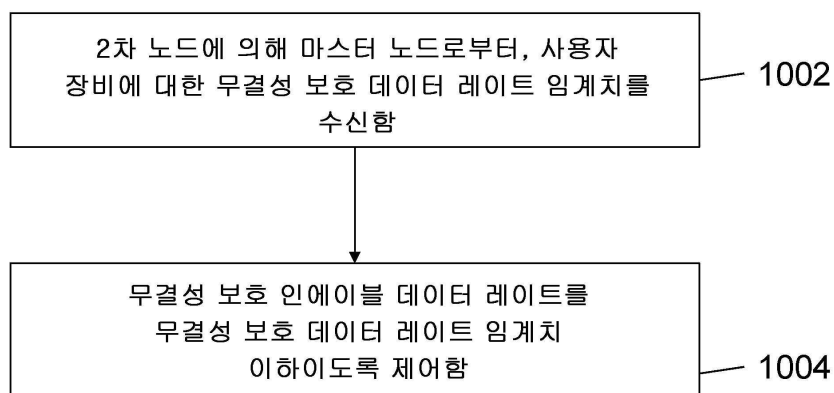 2차 노드에 의해 마스터 노드로부터, 사용자
장비에 대한 무결성 보호 데이터 레이트 임계치를
수신함
1002
무결성 보호 인에이블 데이터 레이트를
무결성 보호 데이터 레이트 임계치
이하이도록 제어함
1004